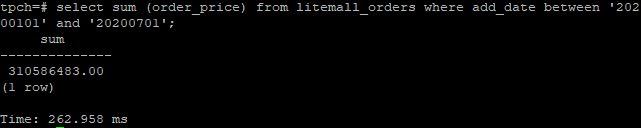 tpch=# select sum (order_price) from litemall_orders where add_date between '202
00101' and '20200701';
sum
--------------
310586483.00
(1 row)
Time: 262.958 ms